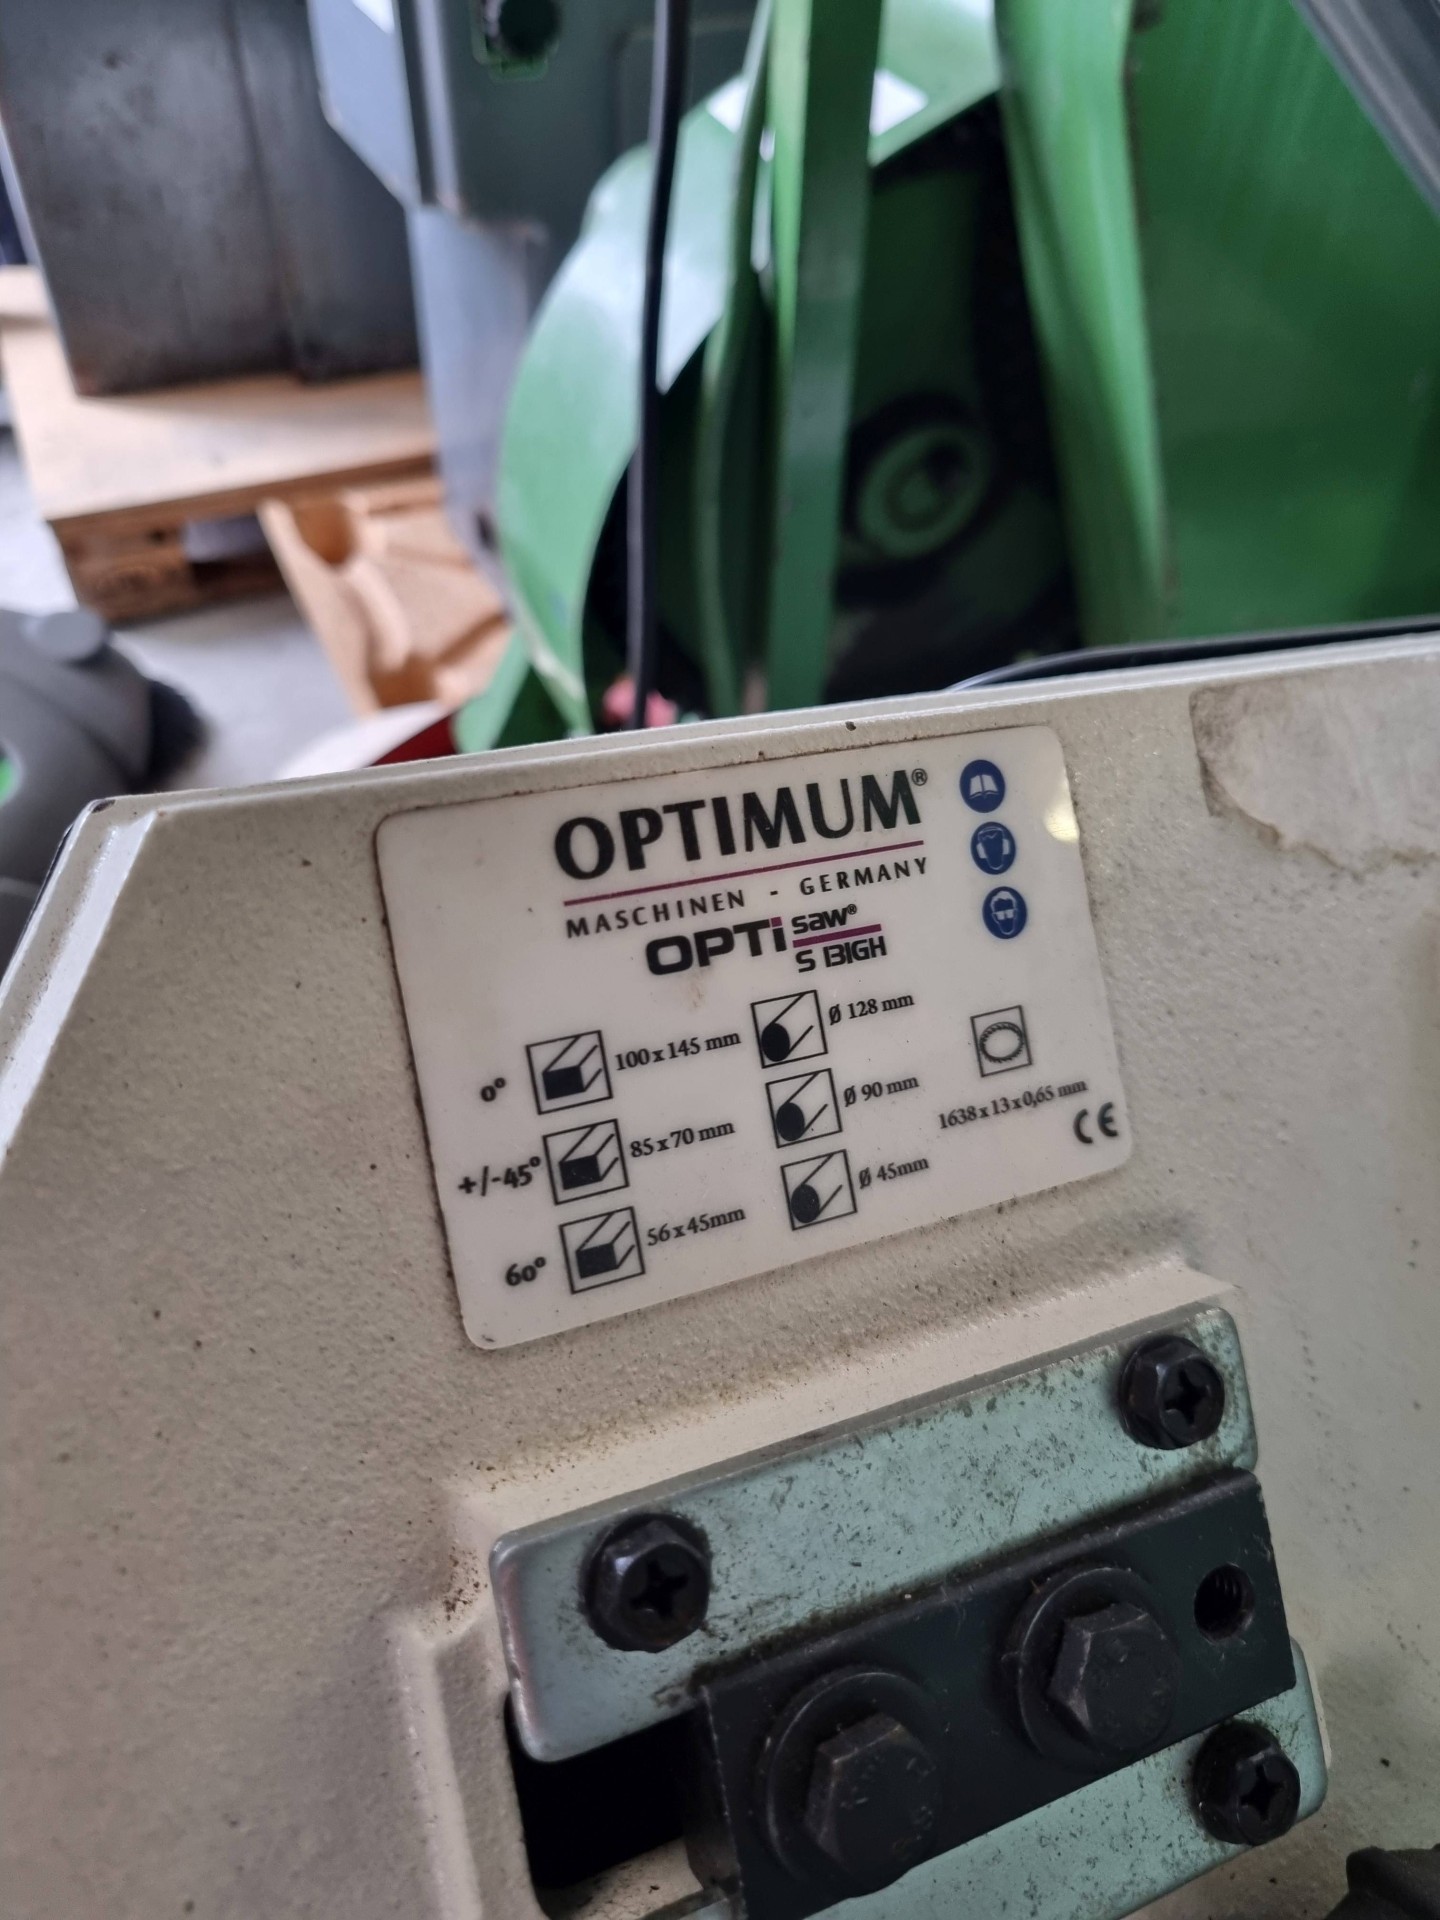 OPTIMUM®
MASCHINEN - GERMANY
OPTi saw®
S 131GH
0° 100 x 145 mm Ø 128 mm
+/-45° 85 x 70 mm Ø 90 mm
60° 56 x 45mm Ø 45mm
1638 x 13 x 0,65 mm
CE